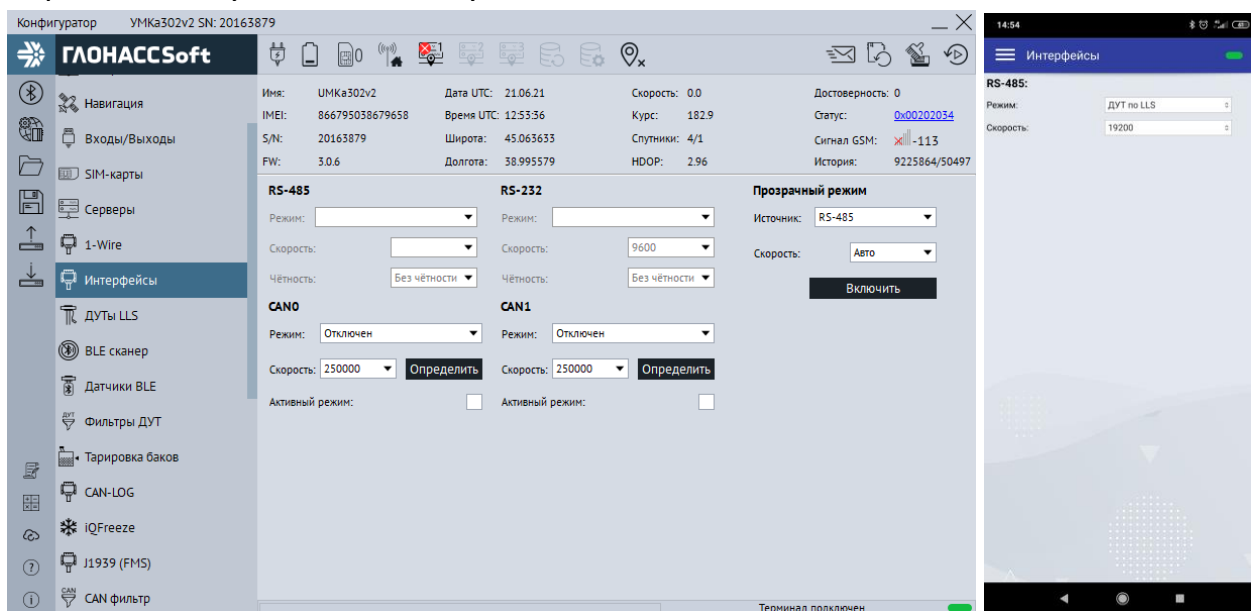 Конфигуратор УМКа302v2 SN: 20163879
ГЛОНАССSoft
0
Навигация
Входы/Выходы
SIM-карты
Серверы
1-Wire
Интерфейсы
ДУТы LLS
BLE сканер
Датчики BLE
Фильтры ДУТ
Тарировка баков
CAN-LOG
iQFreeze
J1939 (FMS)
CAN фильтр
Имя: UMKa302v2 Дата UTC: 21.06.21 Скорость: 0.0 Достоверность: 0
IMEI: 866795038679658 Время UTC: 12:53:36 Курс: 182.9 Статус: 0x00202034
S/N: 20163879 Широта: 45.063633 Спутники: 4/1 Сигнал GSM: -113
FW: 3.0.6 Долгота: 38.995579 HDOP: 2.96 История: 9225864/50497
RS-485 RS-232 Прозрачный режим
Режим: Режим: Источник: RS-485
Скорость: Скорость: 9600 Скорость: Авто
Чётность: Без чётности Чётность: Без чётности Включить
CAN0 CAN1
Режим: Отключен Режим: Отключен
Скорость: 250000 Определить Скорость: 250000 Определить
Активный режим: Активный режим:
Терминал подключен
14:54
Интерфейсы
RS-485:
Режим: ДУТ по LLS
Скорость: 19200